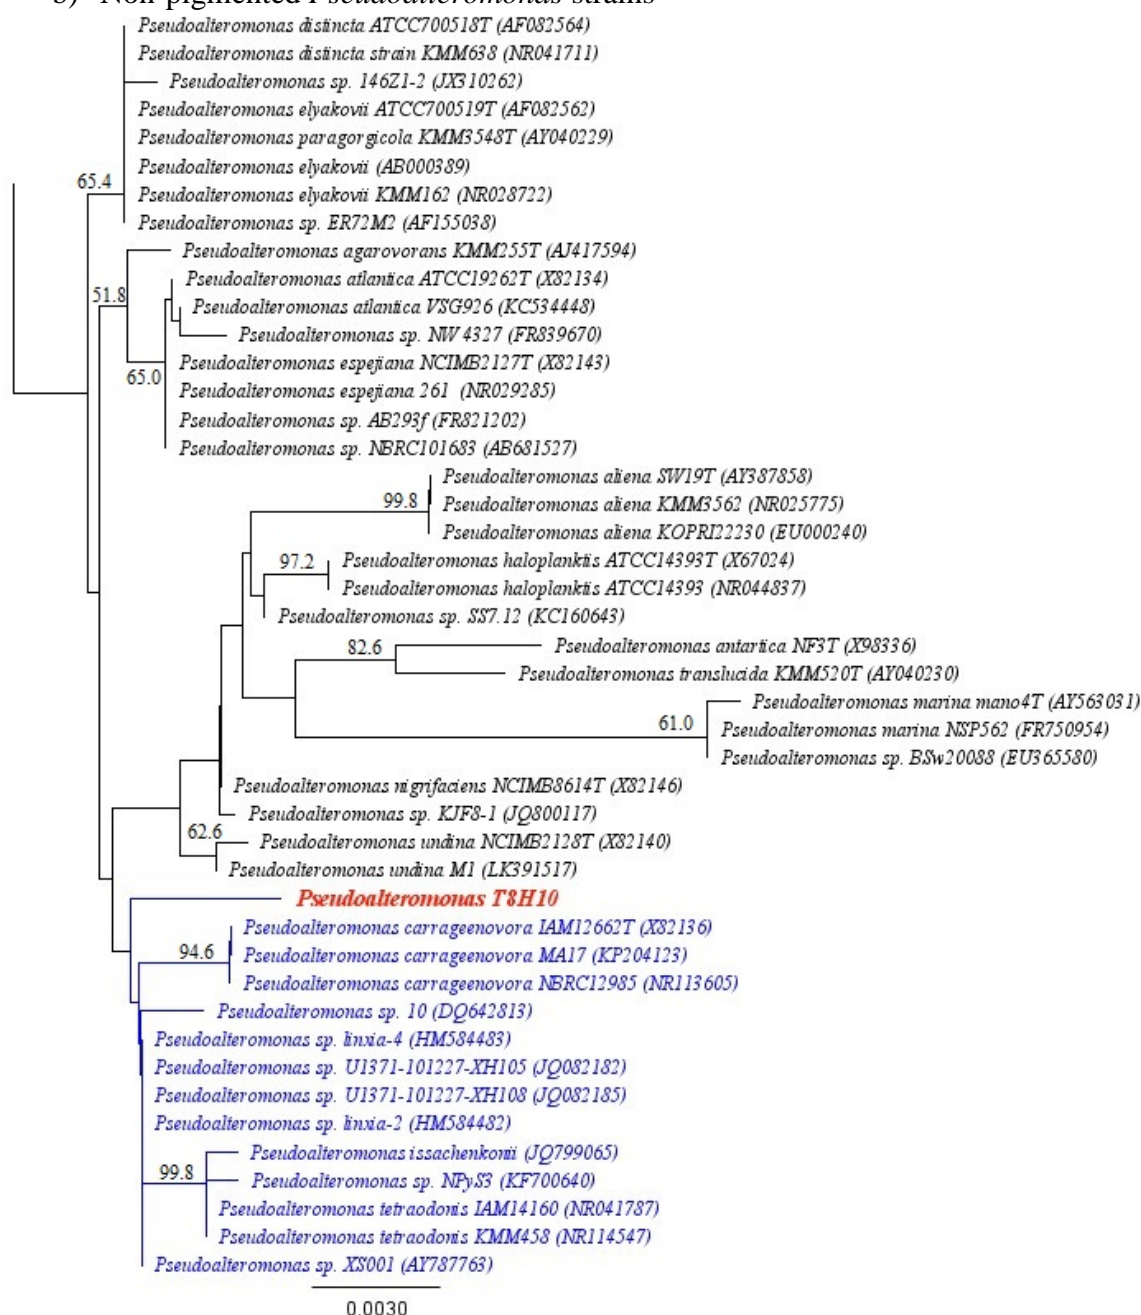 b) Non-pigmented Pseudoalteromonas strains
Pseudoalteromonas distincta ATCC700518T (AF082564)
Pseudoalteromonas distincta strain KMM638 (NR041711)
Pseudoalteromonas sp. 146Z1-2 (JX310262)
Pseudoalteromonas elyakovii ATCC700519T (AF082562)
Pseudoalteromonas paragorgicola KMM3548T (AY040229)
Pseudoalteromonas elyakovii (AB000389)
65.4
Pseudoalteromonas elyakovii KMM162 (NR028722)
Pseudoalteromonas sp. ER72M2 (AF155038)
Pseudoalteromonas agarovorans KMM255T (AJ417594)
Pseudoalteromonas atlantica ATCC19262T (X82134)
51.8
Pseudoalteromonas atlantica VSG926 (KC534448)
Pseudoalteromonas sp. NW 4327 (FR839670)
Pseudoalteromonas espejiana NCIMB2127T (X82143)
65.0
Pseudoalteromonas espejiana 261 (NR029285)
Pseudoalteromonas sp. AB293f (FR821202)
Pseudoalteromonas sp. NBRC101683 (AB681527)
Pseudoalteromonas aliena SW19T (AY387858)
99.8
Pseudoalteromonas aliena KMM3562 (NR025775)
Pseudoalteromonas aliena KOPRI22230 (EU000240)
97.2
Pseudoalteromonas haloplanktis ATCC14393T (X67024)
Pseudoalteromonas haloplanktis ATCC14393 (NR044837)
Pseudoalteromonas sp. SS7.12 (KC160643)
82.6
Pseudoalteromonas antartica NF3T (X98336)
Pseudoalteromonas translucida KMM520T (AY040230)
Pseudoalteromonas marina mano4T (AY563031)
61.0
Pseudoalteromonas marina NSP562 (FR750954)
Pseudoalteromonas sp. BSw20088 (EU365580)
Pseudoalteromonas nigrifaciens NCIMB8614T (X82146)
Pseudoalteromonas sp. KJF8-1 (JQ800117)
62.6
Pseudoalteromonas undina NCIMB2128T (X82140)
Pseudoalteromonas undina M1 (LK391517)
Pseudoalteromonas T8H10
Pseudoalteromonas carrageenovora IAM12662T (X82136)
94.6
Pseudoalteromonas carrageenovora MA17 (KP204123)
Pseudoalteromonas carrageenovora NBRC12985 (NR113605)
Pseudoalteromonas sp. 10 (DQ642813)
Pseudoalteromonas sp. linxia-4 (HM584483)
Pseudoalteromonas sp. U1371-101227-XH105 (JQ082182)
Pseudoalteromonas sp. U1371-101227-XH108 (JQ082185)
Pseudoalteromonas sp. linxia-2 (HM584482)
Pseudoalteromonas issachenkonii (JQ799065)
99.8
Pseudoalteromonas sp. NPyS3 (KF700640)
Pseudoalteromonas tetraodonis IAM14160 (NR041787)
Pseudoalteromonas tetraodonis KMM458 (NR114547)
Pseudoalteromonas sp. XS001 (AY787763)
0.0030